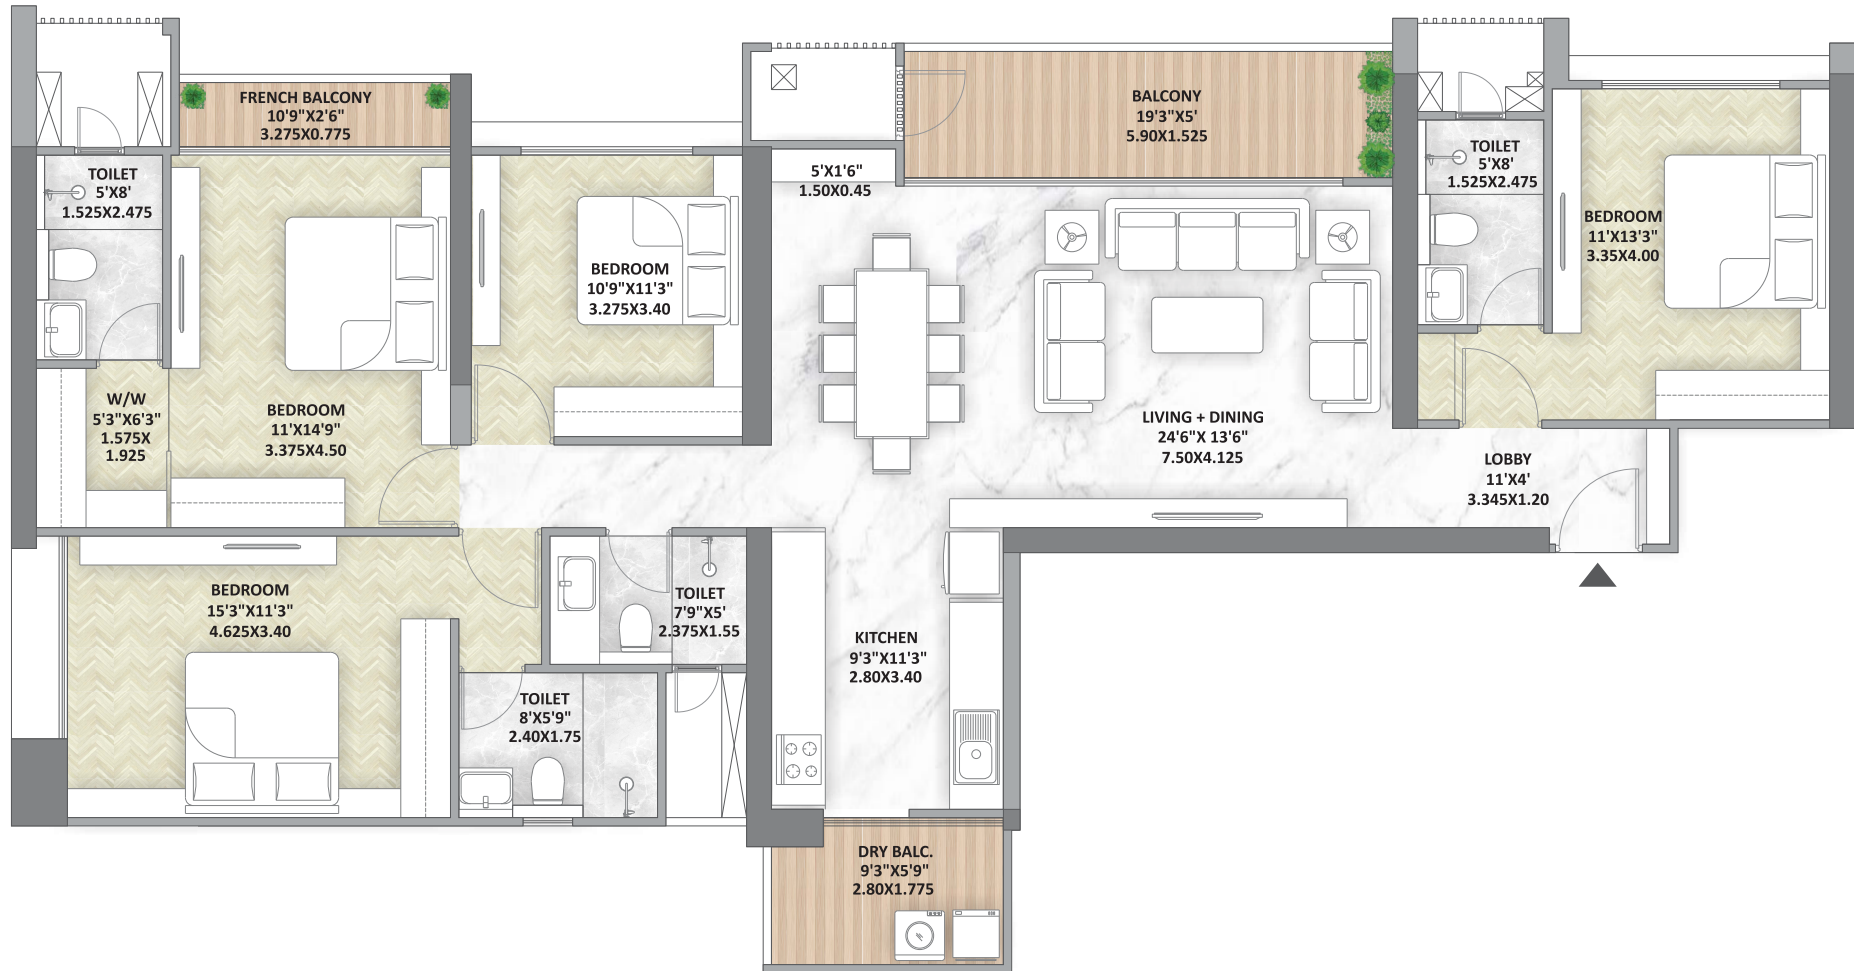 FRENCH BALCONY
10'9"X2'6"
3.275X0.775
BALCONY
19'3"X5'
5.90X1.525
TOILET
5'X8'
1.525X2.475
5'X1'6"
1.50X0.45
TOILET
5'X8'
1.525X2.475
BEDROOM
11'X13'3"
3.35X4.00
BEDROOM
10'9"X11'3"
3.275X3.40
W/W
5'3"X6'3"
1.575X
1.925
BEDROOM
11'X14'9"
3.375X4.50
LIVING + DINING
24'6"X 13'6"
7.50X4.125
LOBBY
11'X4'
3.345X1.20
BEDROOM
15'3"X11'3"
4.625X3.40
TOILET
7'9"X5'
2.375X1.55
KITCHEN
9'3"X11'3"
2.80X3.40
TOILET
8'X5'9"
2.40X1.75
DRY BALC.
9'3"X5'9"
2.80X1.775